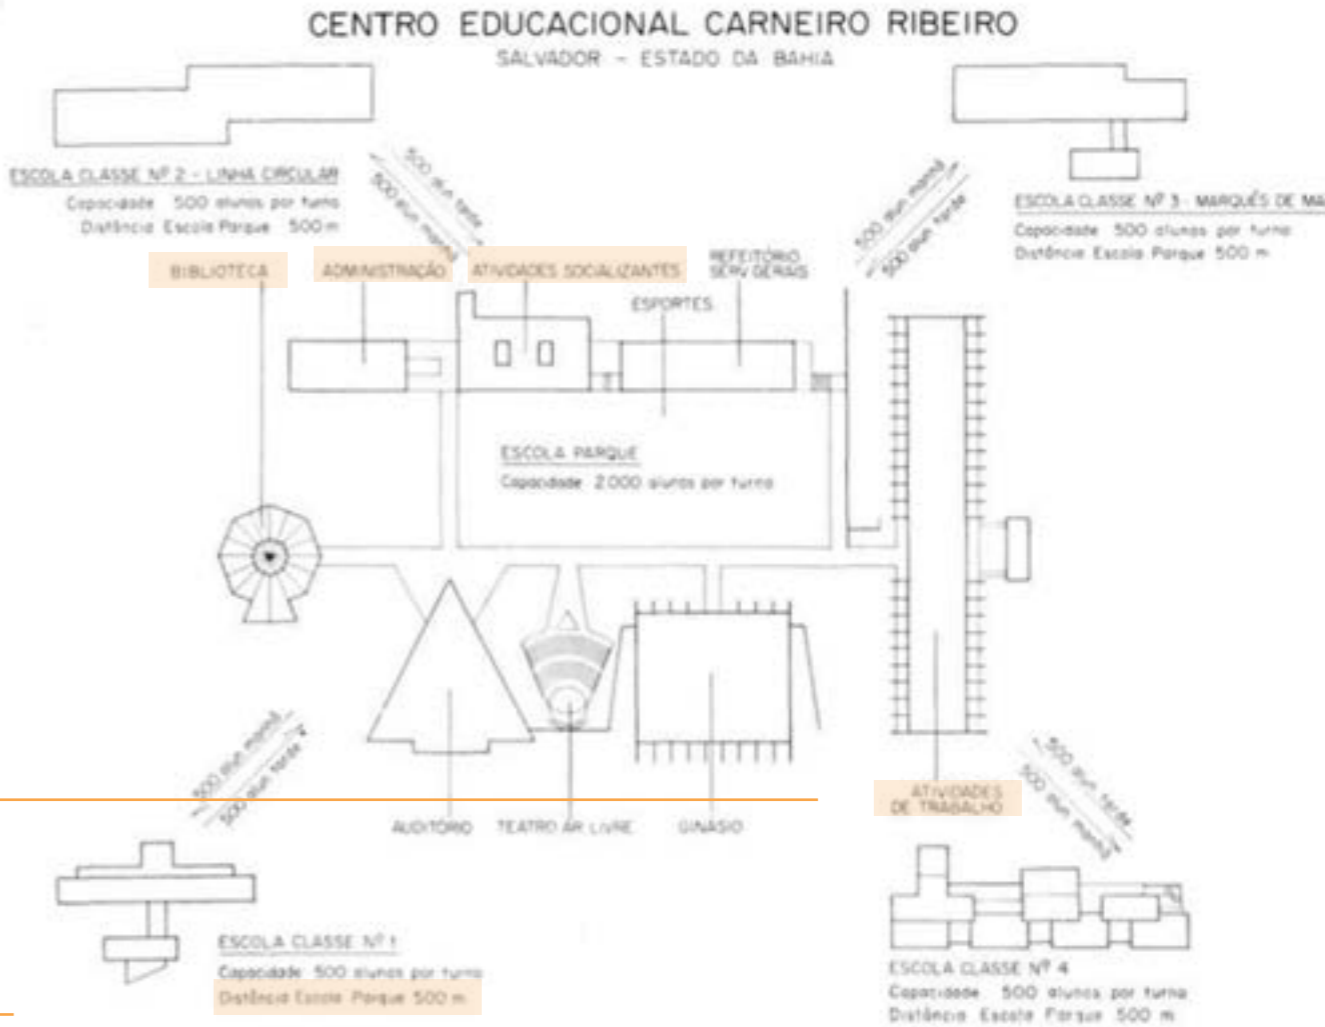 CENTRO EDUCACIONAL CARNEIRO RIBEIRO
SALVADOR - ESTADO DA BAHIA
ESCOLA CLASSE Nº 2 - LINHA CIRCULAR
Capacidade 500 alunos por turno
Distância Escola Parque 500 m
500 alun tarde
500 alun manhã
500 alun manhã
500 alun tarde
ESCOLA CLASSE Nº 3 - MARQUÊS DE MA
Capacidade 500 alunos por turno
Distância Escola Parque 500 m
BIBLIOTECA
ADMINISTRAÇÃO
ATIVIDADES SOCIALIZANTES
REFEITÓRIO
SERV GERAIS
ESPORTES
ESCOLA PARQUE
Capacidade 2.000 alunos por turno
500 alun manhã
500 alun tarde
AUDITÓRIO
TEATRO AR LIVRE
GINÁSIO
ATIVIDADES
DE TRABALHO
500 alun tarde
500 alun manhã
ESCOLA CLASSE Nº 1
Capacidade 500 alunos por turno
Distância Escola Parque 500 m
ESCOLA CLASSE Nº 4
Capacidade 500 alunos por turno
Distância Escola Parque 500 m